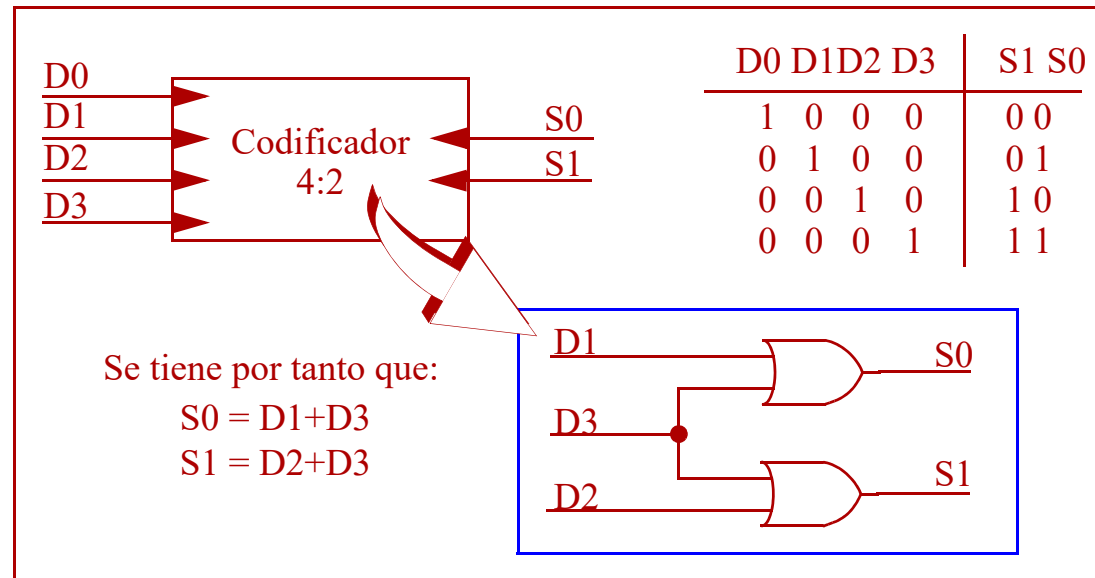 D0
D1
D2
D3
Codificador
4:2
S0
S1
D0 D1D2 D3 S1 S0
1 0 0 0 0 0
0 1 0 0 0 1
0 0 1 0 1 0
0 0 0 1 1 1
Se tiene por tanto que:
S0 = D1+D3
S1 = D2+D3
D1
D3
D2
S0
S1